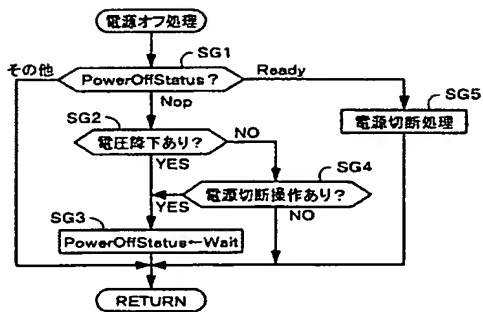 電源オフ処理
SG1
その他
PowerOffStatus?
Ready
Nop
SG5
電源切断処理
SG2
電圧降下あり?
NO
YES
SG4
電源切断操作あり?
YES
NO
SG3
PowerOffStatus←Wait
RETURN